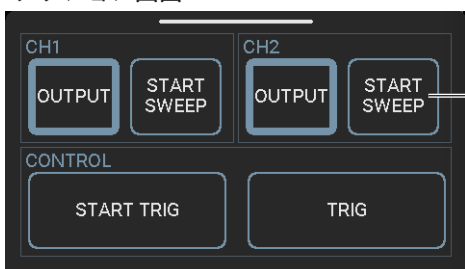 CH1
CH2
OUTPUT
START
SWEEP
OUTPUT
START
SWEEP
CONTROL
START TRIG
TRIG